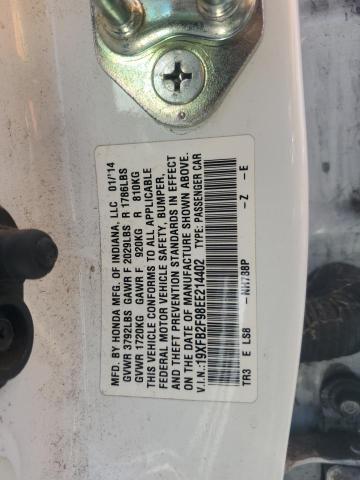 MFD. BY HONDA MFG. OF INDIANA, LLC 01/'14
GVWR 3792LBS GAWR F 2029LBS R 1786LBS
GVWR 1720KG GAWR F 920KG R 810KG
THIS VEHICLE CONFORMS TO ALL APPLICABLE
FEDERAL MOTOR VEHICLE SAFETY, BUMPER,
AND THEFT PREVENTION STANDARDS IN EFFECT
ON THE DATE OF MANUFACTURE SHOWN ABOVE.
V.I.N.:19XFB2F98EE214402 TYPE: PASSENGER CAR
TR3 E LS8 -NH788P -Z -E